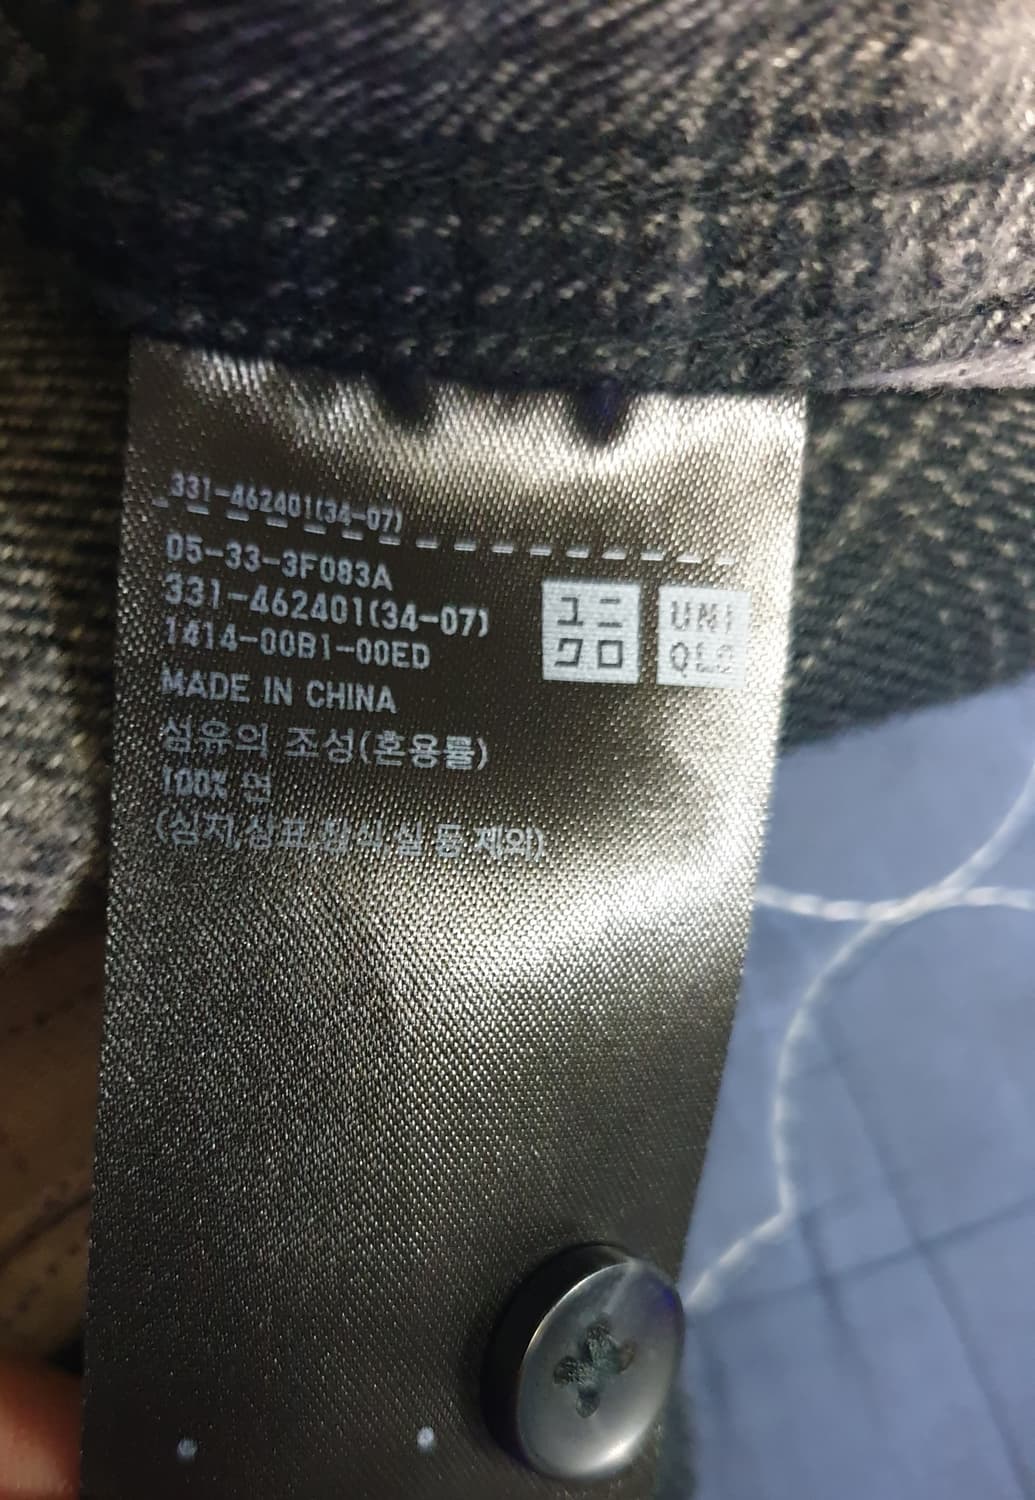 331-462401(34-07)
05-33-3F083A
331-462401(34-07)
1414-00B1-00ED
MADE IN CHINA
섬유의 조성(혼용률)
100% 면
(심지,상표,장식,실 등 제외)
ユニ
クロ
UNI
QLO